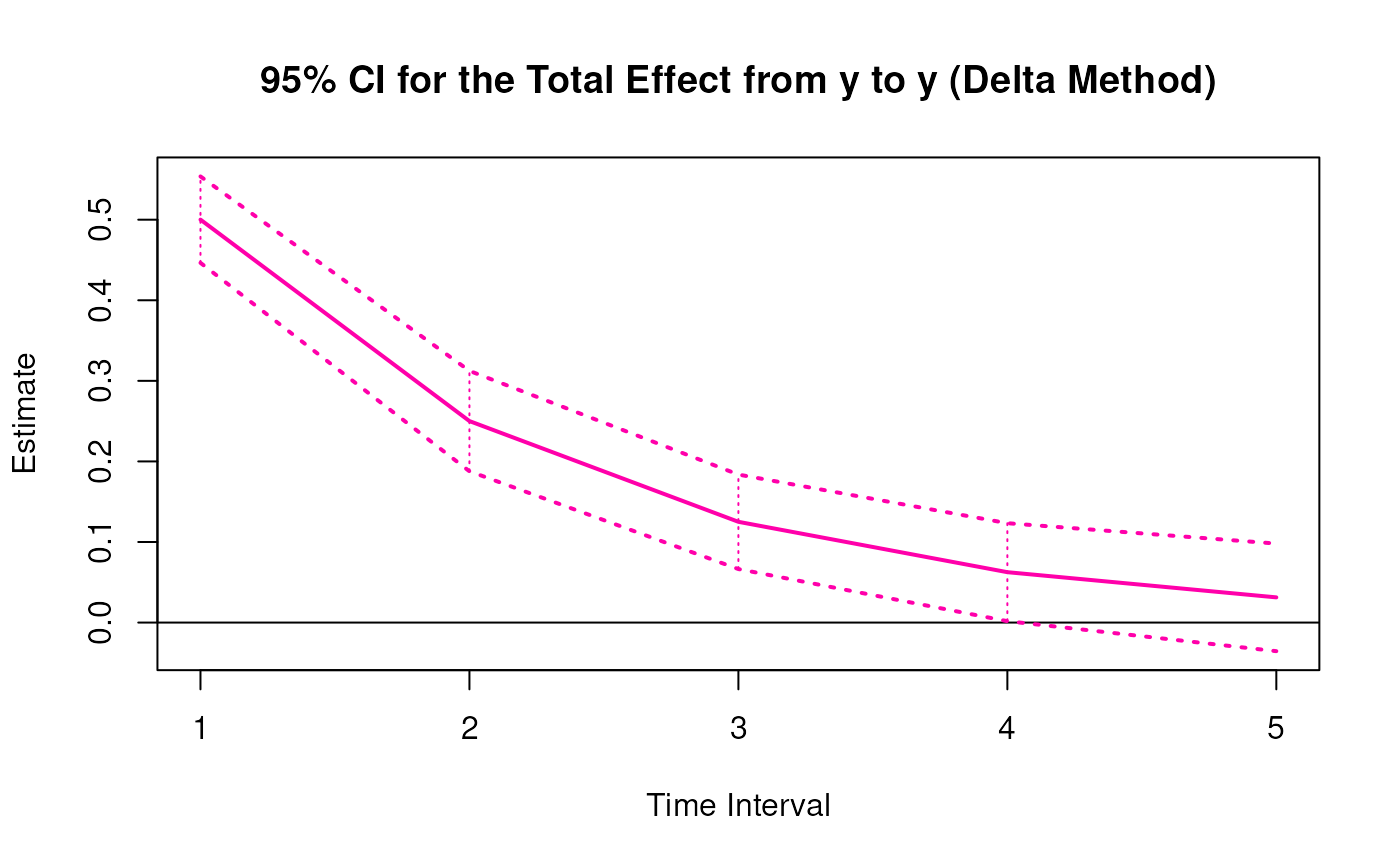 95% CI for the Total Effect from y to y (Delta Method)
Estimate
0.5
0.4
0.3
0.2
0.1
0.0
1 2 3 4 5
Time Interval